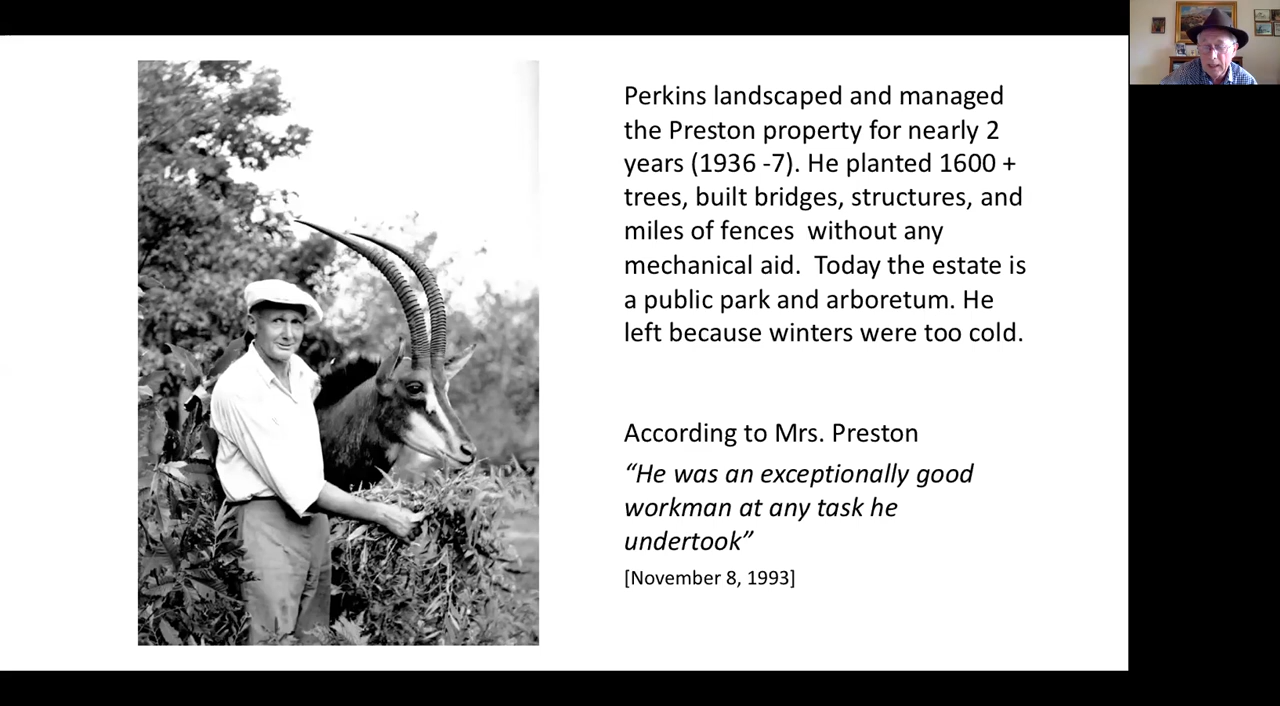 Perkins landscaped and managed
the Preston property for nearly 2
years (1936 -7). He planted 1600 +
trees, built bridges, structures, and
miles of fences  without any
mechanical aid.  Today the estate is
a public park and arboretum. He
left because winters were too cold.
According to Mrs. Preston
“He was an exceptionally good
workman at any task he
undertook”
[November 8, 1993]